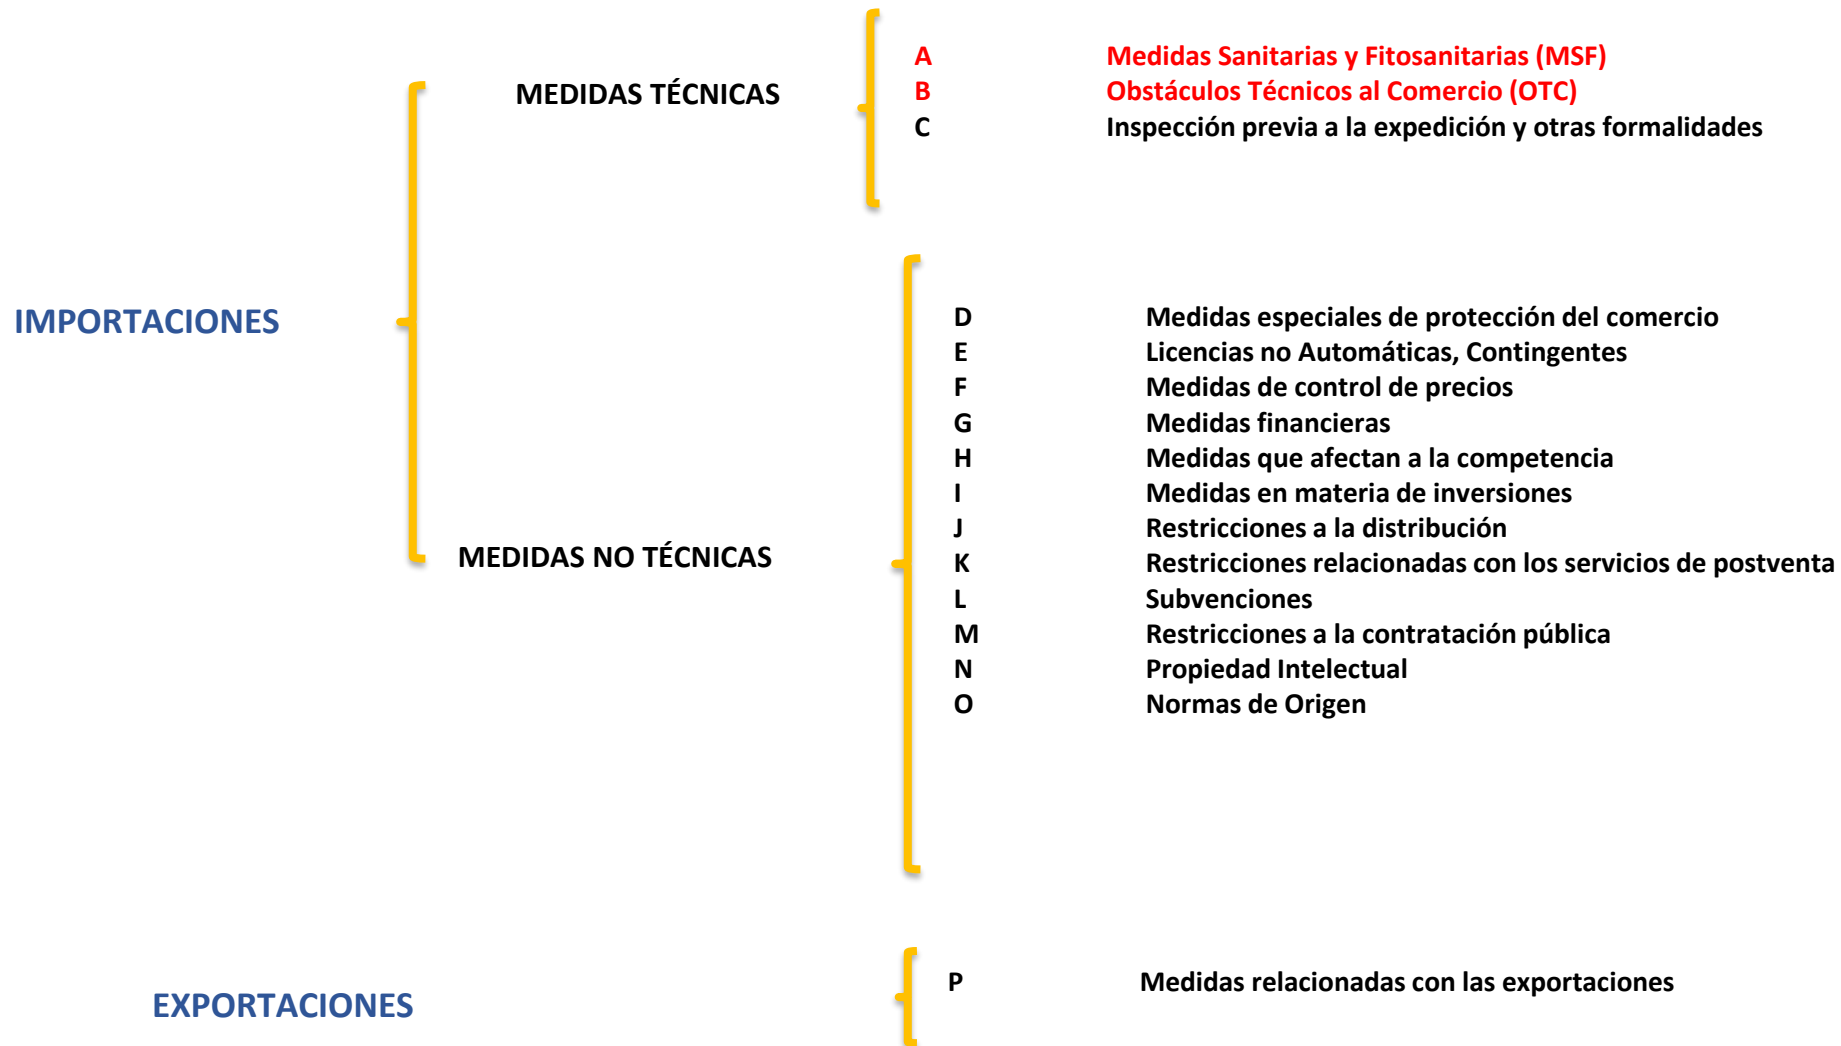 A Medidas Sanitarias y Fitosanitarias (MSF)
MEDIDAS TÉCNICAS B Obstáculos Técnicos al Comercio (OTC)
C Inspección previa a la expedición y otras formalidades
IMPORTACIONES D Medidas especiales de protección del comercio
E Licencias no Automáticas, Contingentes
F Medidas de control de precios
G Medidas financieras
H Medidas que afectan a la competencia
I Medidas en materia de inversiones
J Restricciones a la distribución
MEDIDAS NO TÉCNICAS K Restricciones relacionadas con los servicios de postventa
L Subvenciones
M Restricciones a la contratación pública
N Propiedad Intelectual
O Normas de Origen
P Medidas relacionadas con las exportaciones
EXPORTACIONES